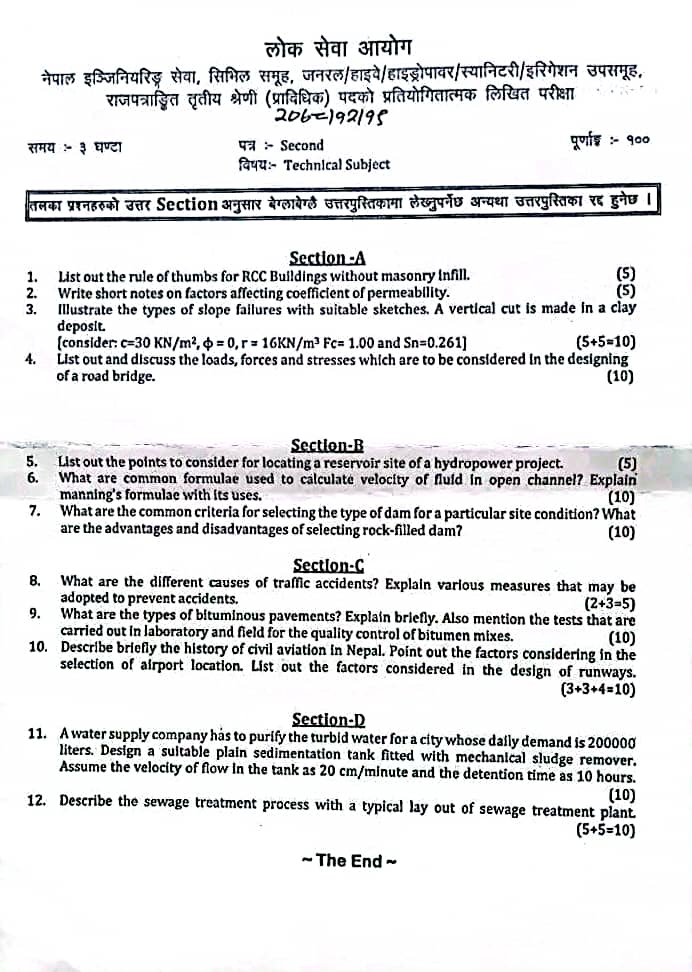 लोक सेवा आयोग
नेपाल इञ्जिनियरिङ्ग सेवा, सिभिल समूह, जनरल/हाइवे/हाइड्रोपावर/स्यानिटरी/इरिगेशन उपसमूह,
राजपत्राङ्कित तृतीय श्रेणी (प्राविधिक) पदको प्रतियोगितात्मक लिखित परीक्षा
समय :- ३ घण्टा
पत्र :- Second
पूर्णाङ्क :- १००
विषयः- Technical Subject
तलका प्रश्नहरुको उत्तर Section अनुसार बेग्लाबेग्लै उत्तरपुस्तिकामा लेख्नुपर्नेछ अन्यथा उत्तरपुस्तिका रद्द हुनेछ ।
Section -A
1. List out the rule of thumbs for RCC Buildings without masonry infill. (5)
2. Write short notes on factors affecting coefficient of permeability. (5)
3. Illustrate the types of slope failures with suitable sketches. A vertical cut is made in a clay
deposit.
[consider: c=30 KN/m², ϕ = 0, r = 16KN/m³ Fc= 1.00 and Sn=0.261] (5+5=10)
4. List out and discuss the loads, forces and stresses which are to be considered in the designing
of a road bridge. (10)
Section-B
5. List out the points to consider for locating a reservoir site of a hydropower project. (5)
6. What are common formulae used to calculate velocity of fluid in open channel? Explain
manning's formulae with its uses. (10)
7. What are the common criteria for selecting the type of dam for a particular site condition? What
are the advantages and disadvantages of selecting rock-filled dam? (10)
Section-C
8. What are the different causes of traffic accidents? Explain various measures that may be
adopted to prevent accidents. (2+3=5)
9. What are the types of bituminous pavements? Explain briefly. Also mention the tests that are
carried out in laboratory and field for the quality control of bitumen mixes. (10)
10. Describe briefly the history of civil aviation in Nepal. Point out the factors considering in the
selection of airport location. List out the factors considered in the design of runways.
(3+3+4=10)
Section-D
11. A water supply company has to purify the turbid water for a city whose daily demand is 200000
liters. Design a suitable plain sedimentation tank fitted with mechanical sludge remover.
Assume the velocity of flow in the tank as 20 cm/minute and the detention time as 10 hours.
(10)
12. Describe the sewage treatment process with a typical lay out of sewage treatment plant.
(5+5=10)
~ The End ~